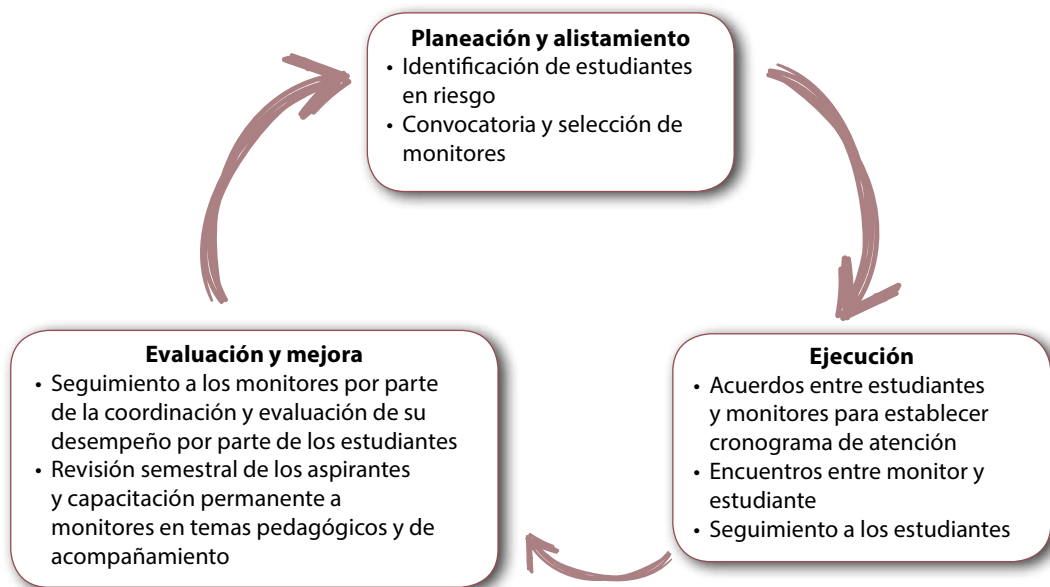 Planeación y alistamiento
• Identificación de estudiantes
en riesgo
• Convocatoria y selección de
monitores
Ejecución
• Acuerdos entre estudiantes
y monitores para establecer
cronograma de atención
• Encuentros entre monitor y
estudiante
• Seguimiento a los estudiantes
Evaluación y mejora
• Seguimiento a los monitores por parte
de la coordinación y evaluación de su
desempeño por parte de los estudiantes
• Revisión semestral de los aspirantes
y capacitación permanente a
monitores en temas pedagógicos y de
acompañamiento